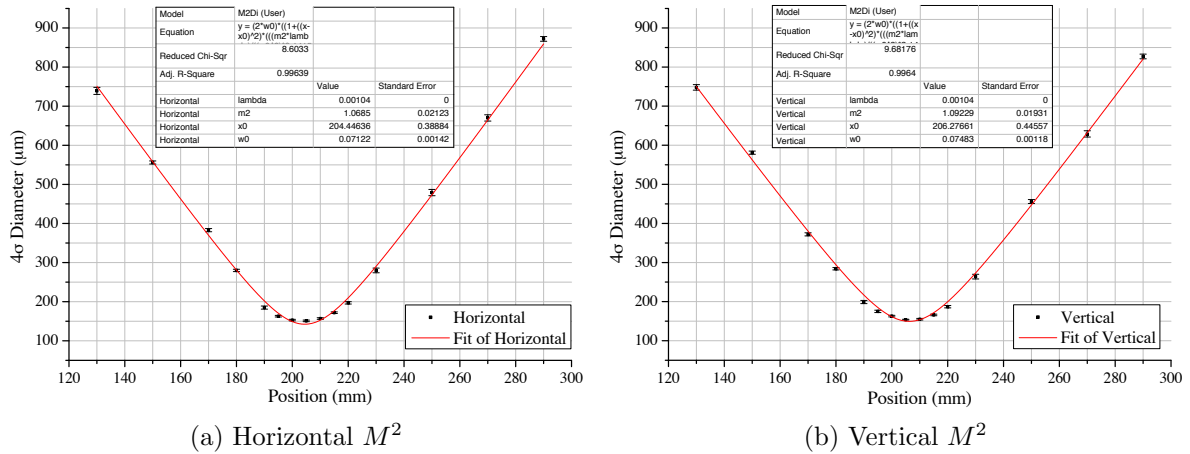 Model M2Di (User)
Equation y = (2*w0)*((1+((x-
x0)^2)*(((m2*lamb
Reduced Chi-Sqr 8.6033
Adj. R-Square 0.99639
Value Standard Error
Horizontal lambda 0.00104 0
Horizontal m2 1.0685 0.02123
Horizontal x0 204.44636 0.38884
Horizontal w0 0.07122 0.00142
900
800
700
600
500
400
300
200
100
4σ Diameter (μm)
Horizontal
Fit of Horizontal
120 140 160 180 200 220 240 260 280 300
Position (mm)
(a) Horizontal M²
Model M2Di (User)
Equation y = (2*w0)*((1+((x
-x0)^2)*(((m2*lam
Reduced Chi-Sqr 9.68176
Adj. R-Square 0.9964
Value Standard Error
Vertical lambda 0.00104 0
Vertical m2 1.09229 0.01931
Vertical x0 206.27661 0.44557
Vertical w0 0.07483 0.00118
900
800
700
600
500
400
300
200
100
4σ Diameter (μm)
Vertical
Fit of Vertical
120 140 160 180 200 220 240 260 280 300
Position (mm)
(b) Vertical M²